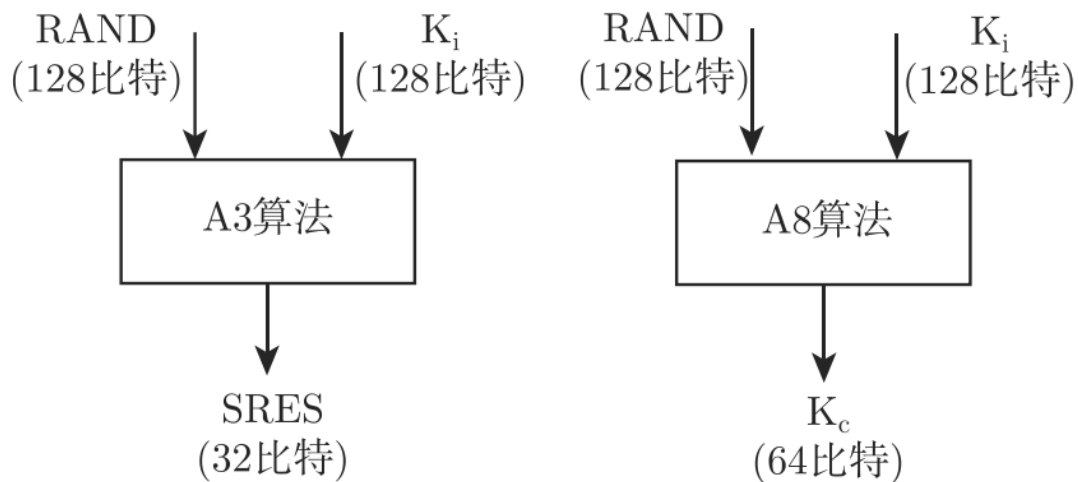 RAND
(128比特)
Kᵢ
(128比特)
A3算法
SRES
(32比特)
RAND
(128比特)
Kᵢ
(128比特)
A8算法
K_c
(64比特)